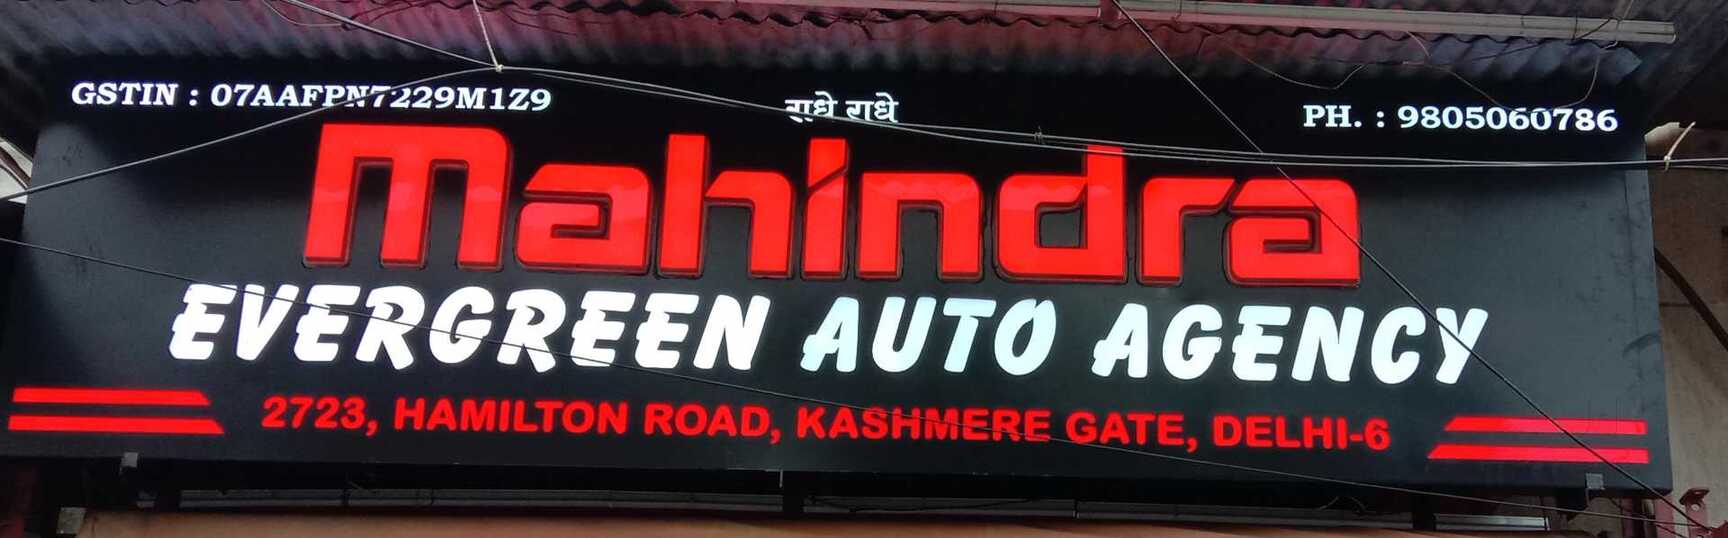 GSTIN : 07AAFPN7229M1Z9 राधे राधे PH. : 9805060786
mahindra
EVERGREEN AUTO AGENCY
2723, HAMILTON ROAD, KASHMERE GATE, DELHI-6